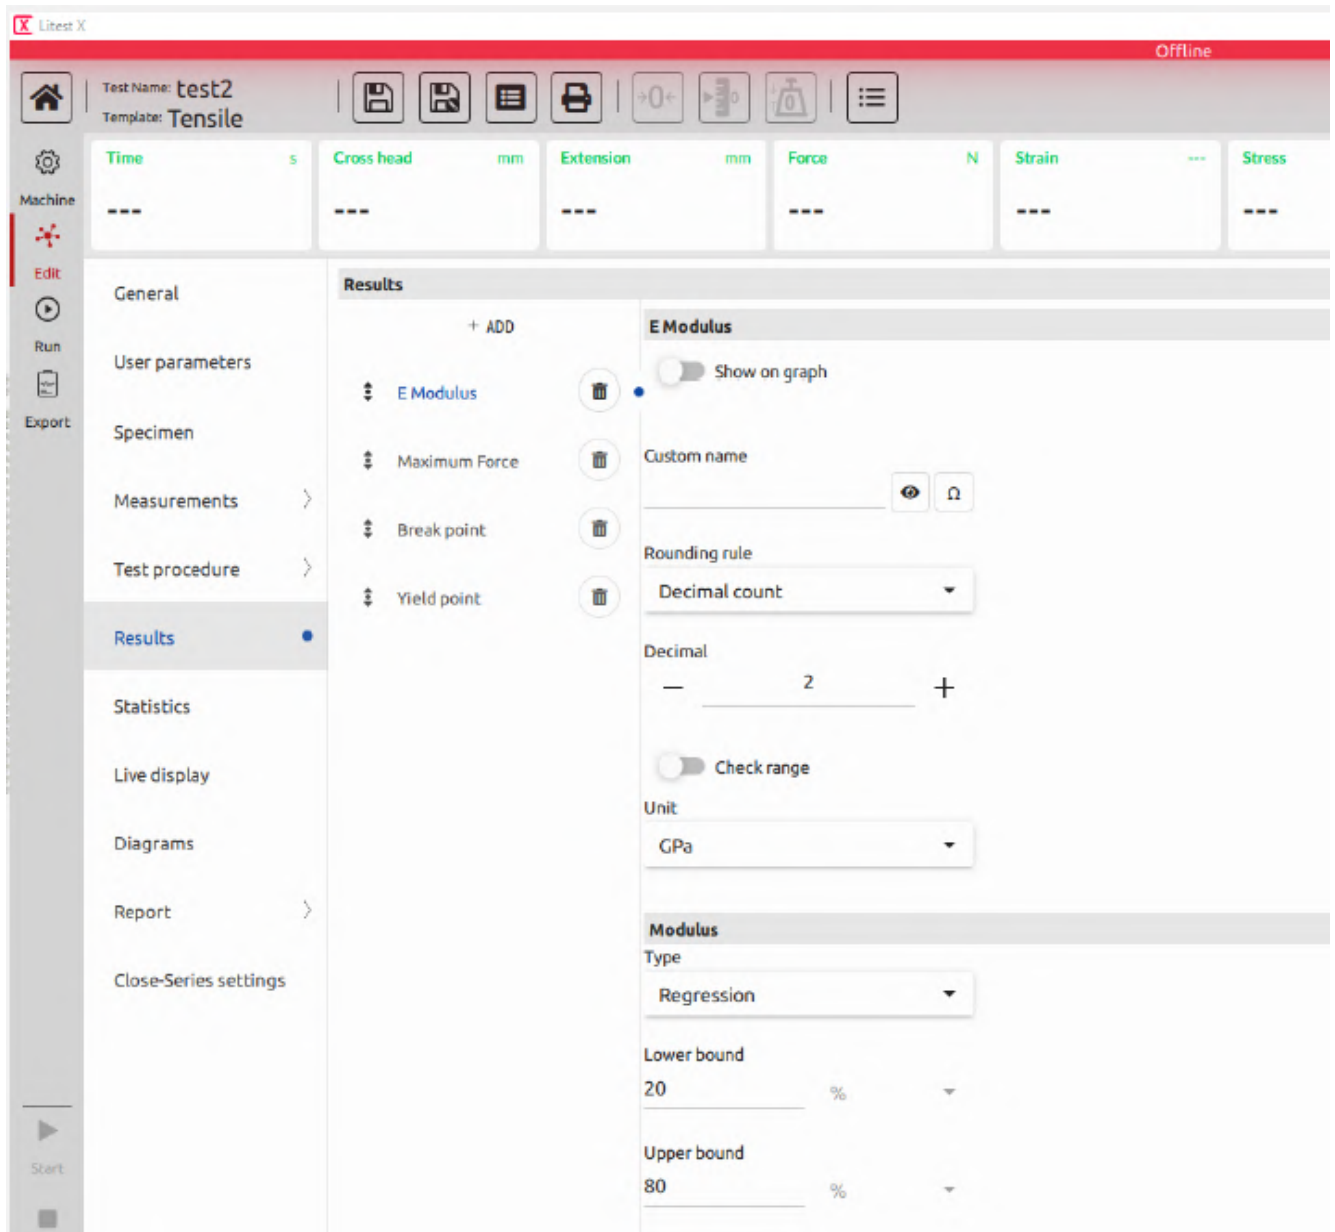 Litest X
Offline
Test Name: test2
Template: Tensile
→0←
0
0
Time s
Cross head mm
Extension mm
Force N
Strain ---
Stress
---
---
---
---
---
---
Machine
Edit
Run
Export
Start
General
User parameters
Specimen
Measurements
Test procedure
Results
Statistics
Live display
Diagrams
Report
Close-Series settings
Results
+ ADD
E Modulus
Maximum Force
Break point
Yield point
E Modulus
Show on graph
Custom name
Ω
Rounding rule
Decimal count
Decimal
— 2 +
Check range
Unit
GPa
Modulus
Type
Regression
Lower bound
20 %
Upper bound
80 %